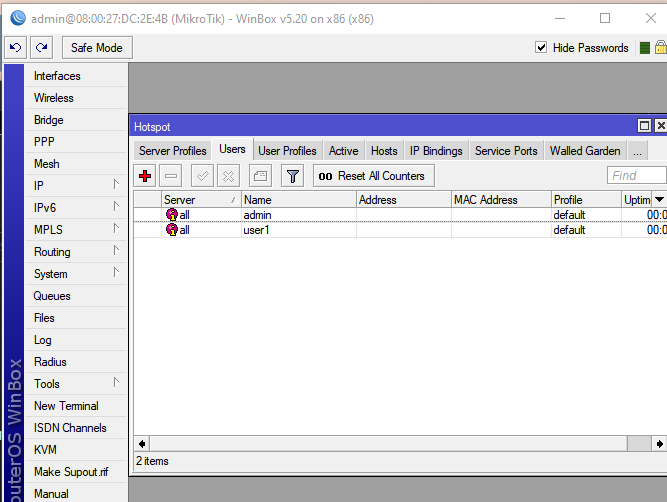 admin@08:00:27:DC:2E:4B (MikroTik) - WinBox v5.20 on x86 (x86)
Safe Mode
Hide Passwords
Interfaces
Wireless
Bridge
PPP
Mesh
IP
IPv6
MPLS
Routing
System
Queues
Files
Log
Radius
Tools
New Terminal
ISDN Channels
KVM
Make Supout.rif
Manual
outerOS WinBox
Hotspot
Server Profiles Users User Profiles Active Hosts IP Bindings Service Ports Walled Garden ...
00 Reset All Counters Find
Server Name Address MAC Address Profile Uptime
all admin default 00:0
all user1 default 00:0
2 items